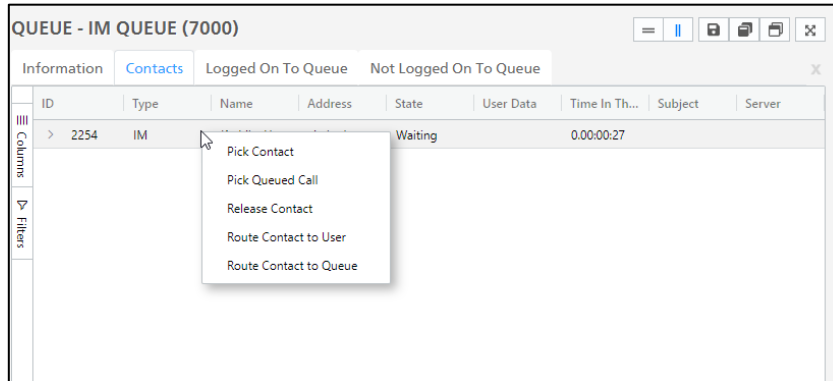 QUEUE - IM QUEUE (7000)
Information Contacts Logged On To Queue Not Logged On To Queue X
ID Type Name Address State User Data Time In Th... Subject Server
2254 IM Waiting 0.00:00:27
Columns
Filters
Pick Contact
Pick Queued Call
Release Contact
Route Contact to User
Route Contact to Queue